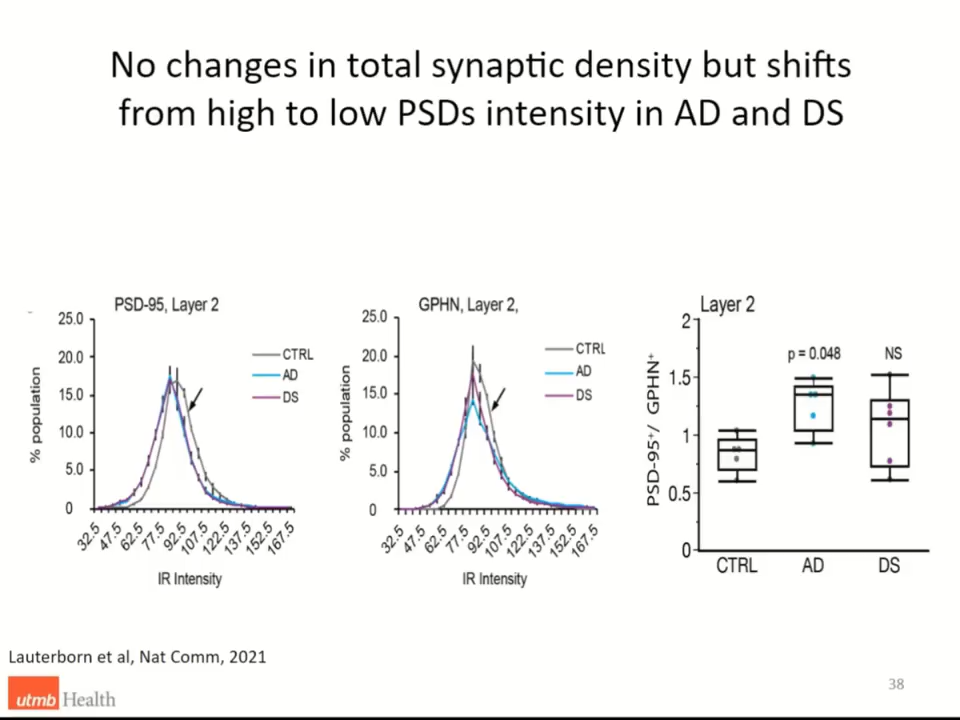 No changes in total synaptic density but shifts
from high to low PSDs intensity in AD and DS
PSD-95, Layer 2
25.0
20.0
15.0
10.0
5.0
0
% population
CTRL
AD
DS
32.5
47.5
62.5
77.5
92.5
107.5
122.5
137.5
152.5
167.5
IR Intensity
GPHN, Layer 2,
25.0
20.0
15.0
10.0
5.0
0
% population
CTRL
AD
DS
32.5
47.5
62.5
77.5
92.5
107.5
122.5
137.5
152.5
167.5
IR Intensity
Layer 2
2
1.5
1
0.5
0
PSD-95+/ GPHN+
p = 0.048
NS
CTRL
AD
DS
Lauterborn et al, Nat Comm, 2021
utmb Health
38